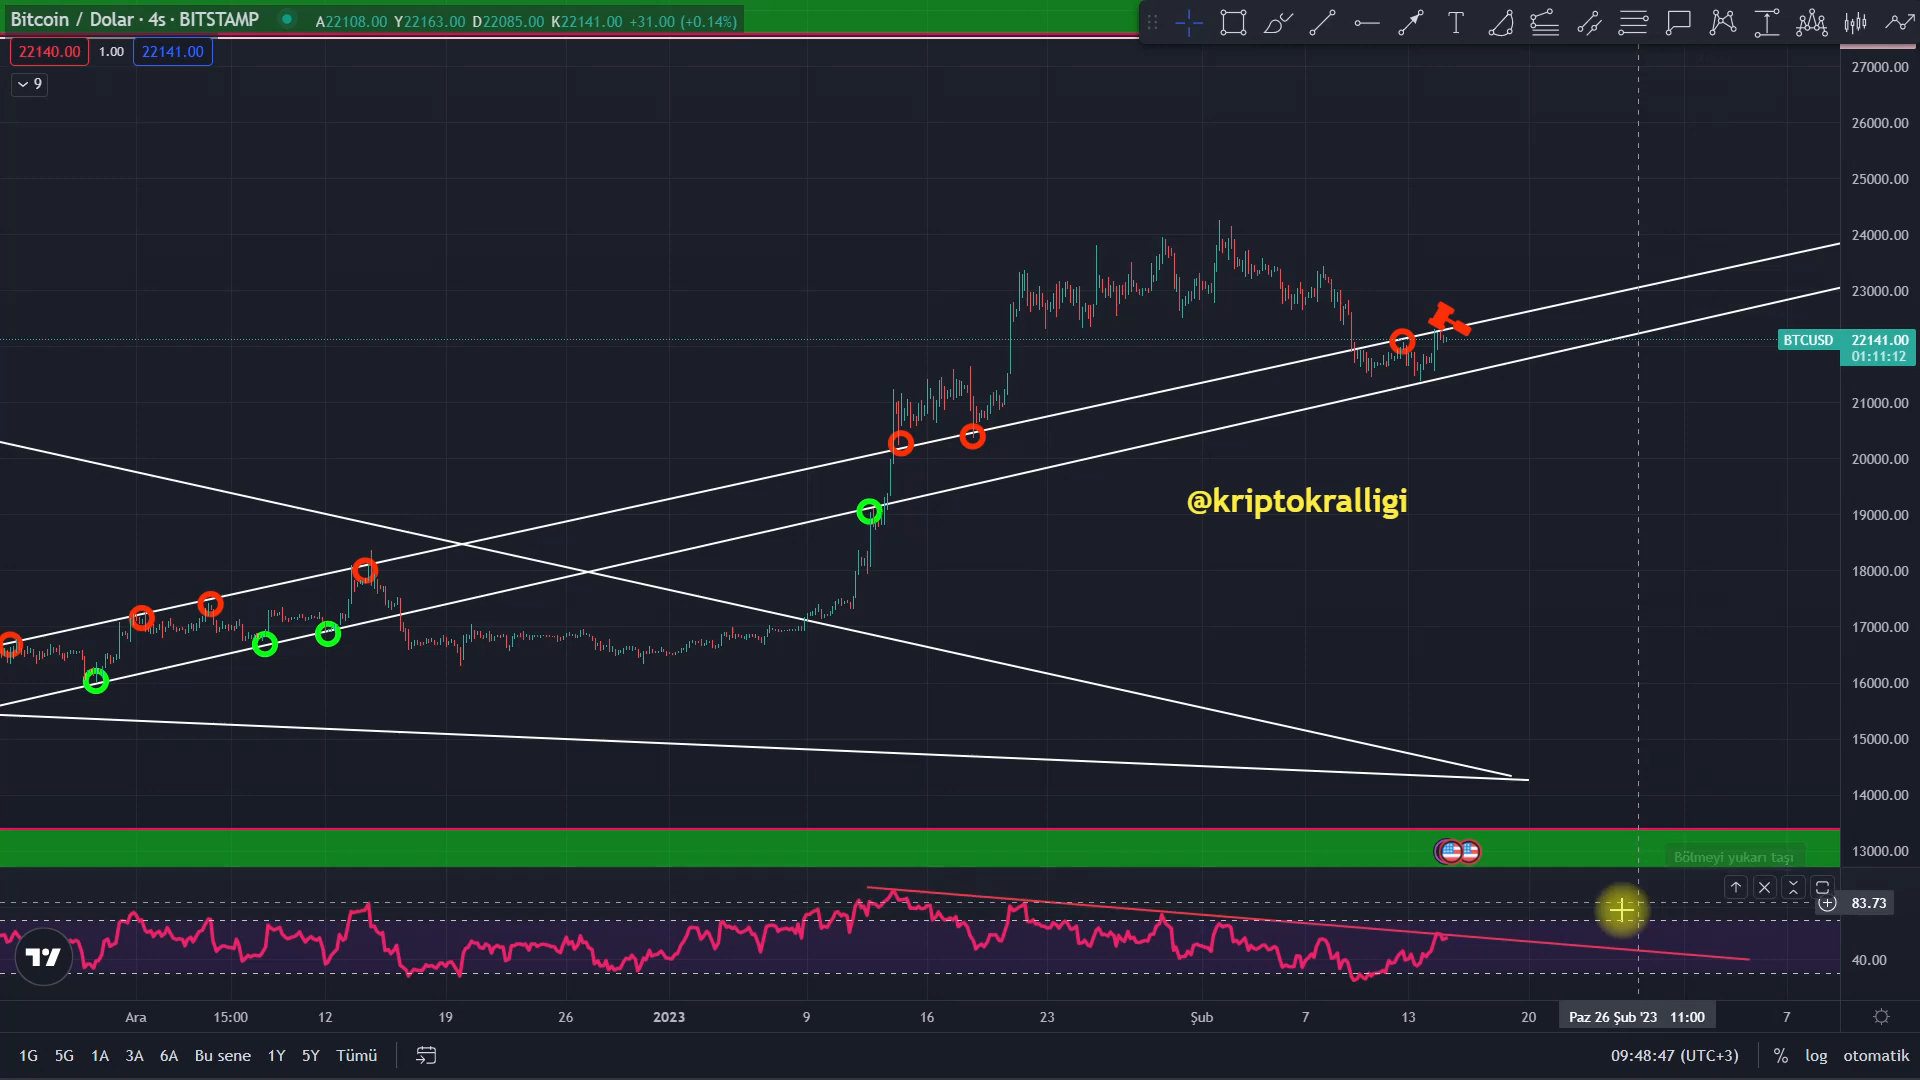 Bitcoin / Dolar · 4s · BITSTAMP A22108.00 Y22163.00 D22085.00 K22141.00 +31.00 (+0.14%)
22140.00 1.00 22141.00
9
T
27000.00
26000.00
25000.00
24000.00
23000.00
BTCUSD 22141.00
01:11:12
21000.00
20000.00
@kriptokralligi
19000.00
18000.00
17000.00
16000.00
15000.00
14000.00
13000.00
Bölmeyi yukarı taşı
83.73
40.00
Ara 15:00 12 19 26 2023 9 16 23 Şub 7 13 20 Paz 26 Şub '23 11:00 7
1G 5G 1A 3A 6A Bu sene 1Y 5Y Tümü 09:48:47 (UTC+3) % log otomatik